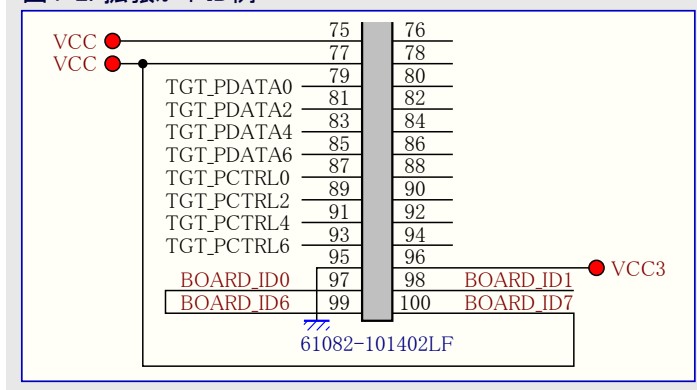 VCC 75 76
VCC 77 78
TGT_PDATA0 79 80
TGT_PDATA2 81 82
TGT_PDATA4 83 84
TGT_PDATA6 85 86
TGT_PCTRL0 87 88
TGT_PCTRL2 89 90
TGT_PCTRL4 91 92
TGT_PCTRL6 93 94
95 96 VCC3
BOARD_ID0 97 98 BOARD_ID1
BOARD_ID6 99 100 BOARD_ID7
61082-101402LF